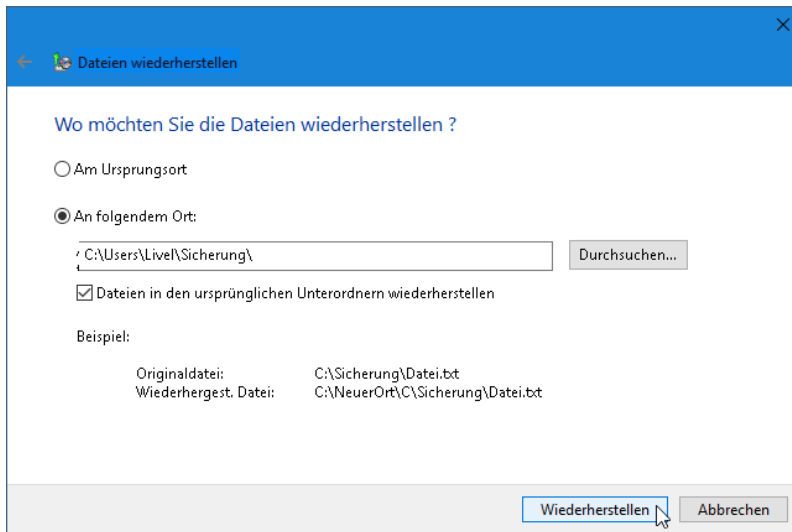 Dateien wiederherstellen
Wo möchten Sie die Dateien wiederherstellen ?
Am Ursprungsort
An folgendem Ort:
C:\Users\Livel\Sicherung\
Durchsuchen...
Dateien in den ursprünglichen Unterordnern wiederherstellen
Beispiel:
Originaldatei: C:\Sicherung\Datei.txt
Wiederhergest. Datei: C:\NeuerOrt\C\Sicherung\Datei.txt
Wiederherstellen Abbrechen